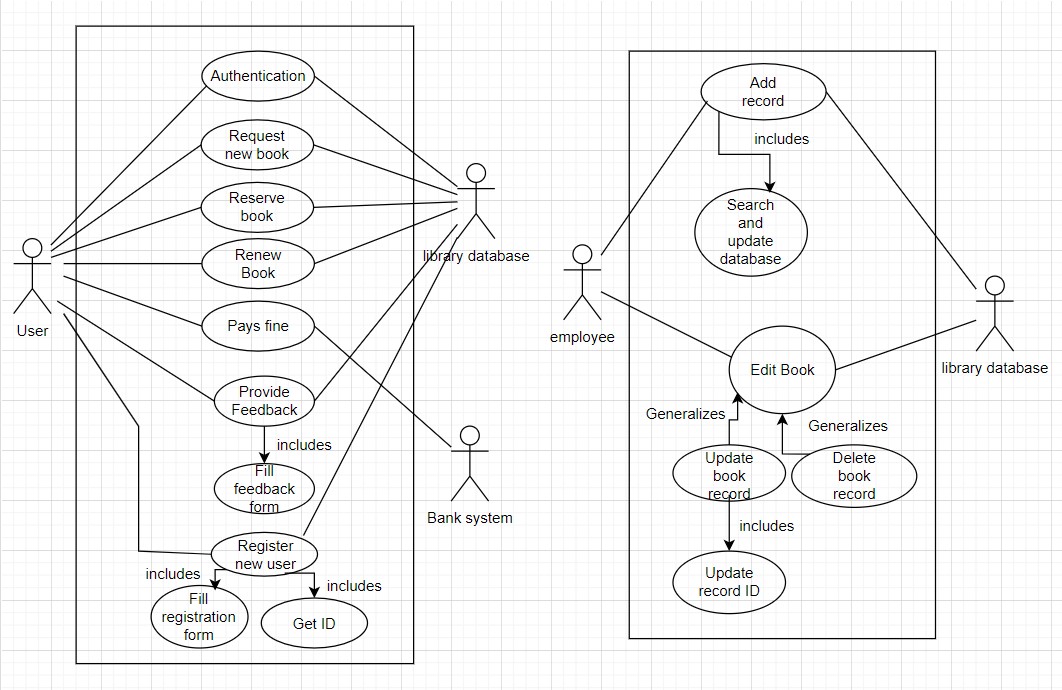 Authentication
Request
new book
Reserve
book
Renew
Book
Pays fine
Provide
Feedback
includes
Fill
feedback
form
Register
new user
includes
includes
Fill
registration
form
Get ID
User
library database
Bank system
Add
record
includes
Search
and
update
database
employee
Edit Book
library database
Generalizes
Generalizes
Update
book
record
Delete
book
record
includes
Update
record ID